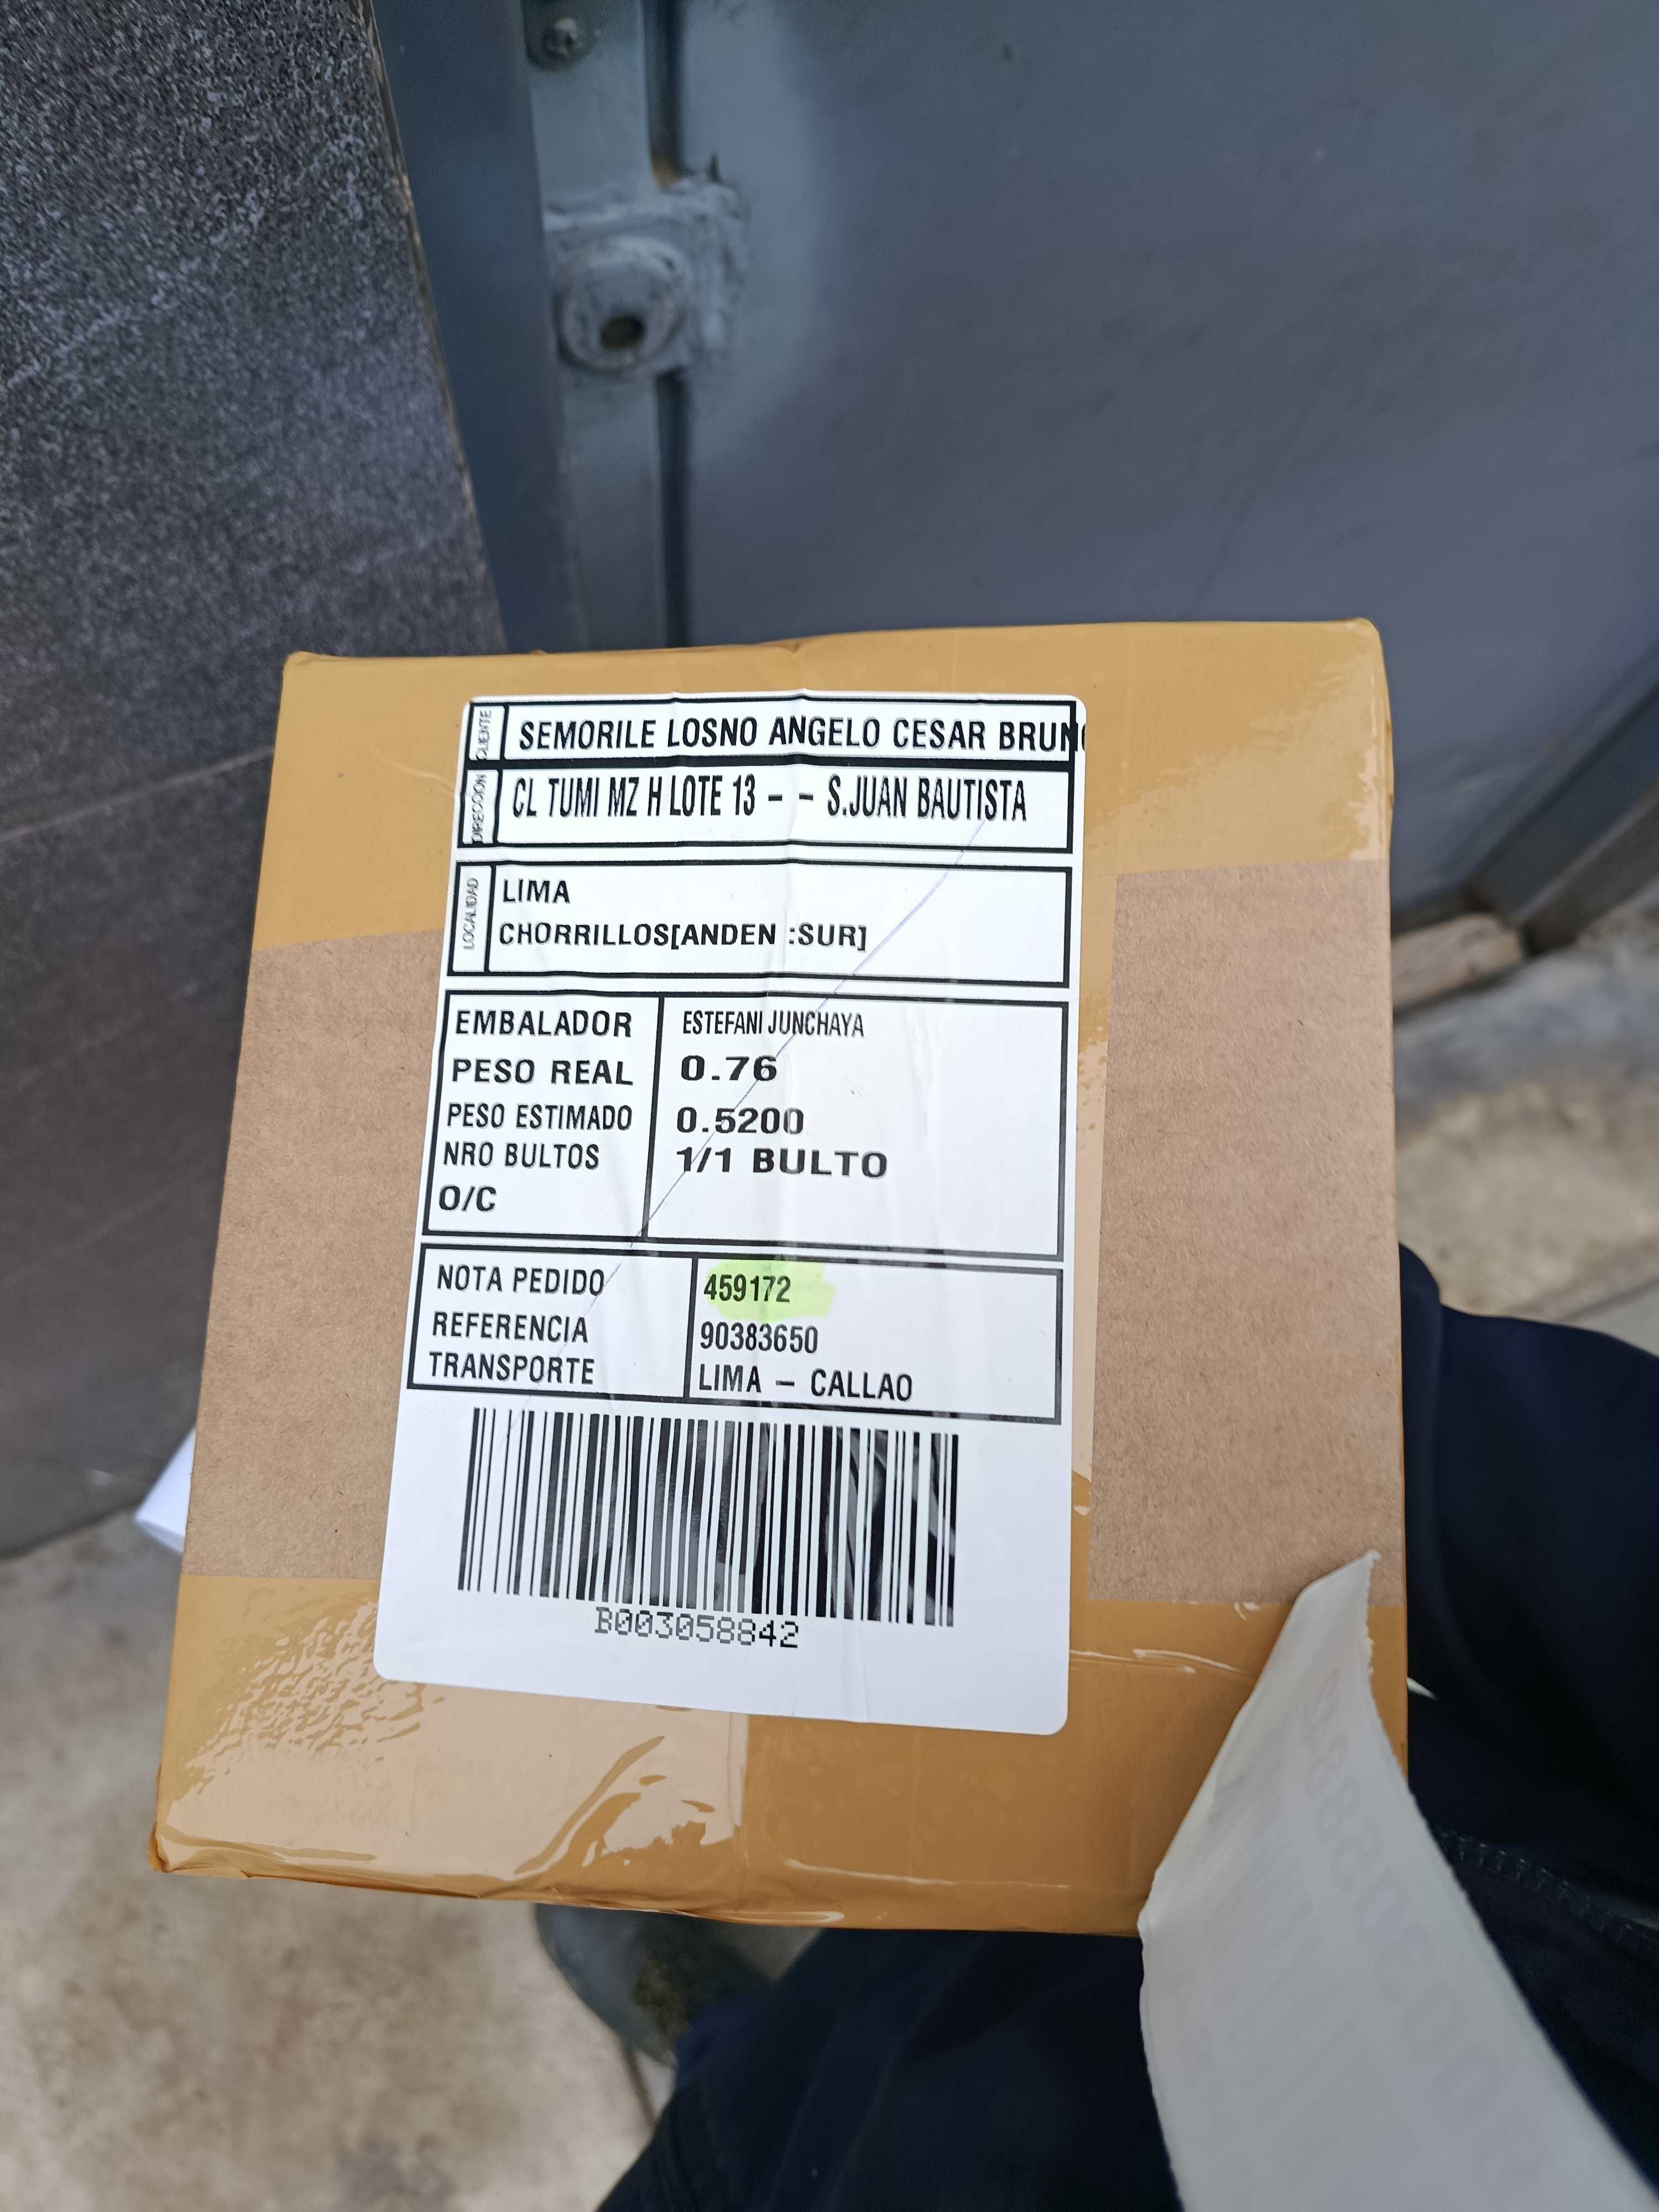 CLIENTE SEMORILE LOSNO ANGELO CESAR BRUN
DIRECCION CL TUMI MZ H LOTE 13 - - S.JUAN BAUTISTA
LOCALIDAD LIMA
CHORRILLOS[ANDEN :SUR]
EMBALADOR ESTEFANI JUNCHAYA
PESO REAL 0.76
PESO ESTIMADO 0.5200
NRO BULTOS 1/1 BULTO
O/C
NOTA PEDIDO 459172
REFERENCIA 90383650
TRANSPORTE LIMA - CALLAO
B003058842